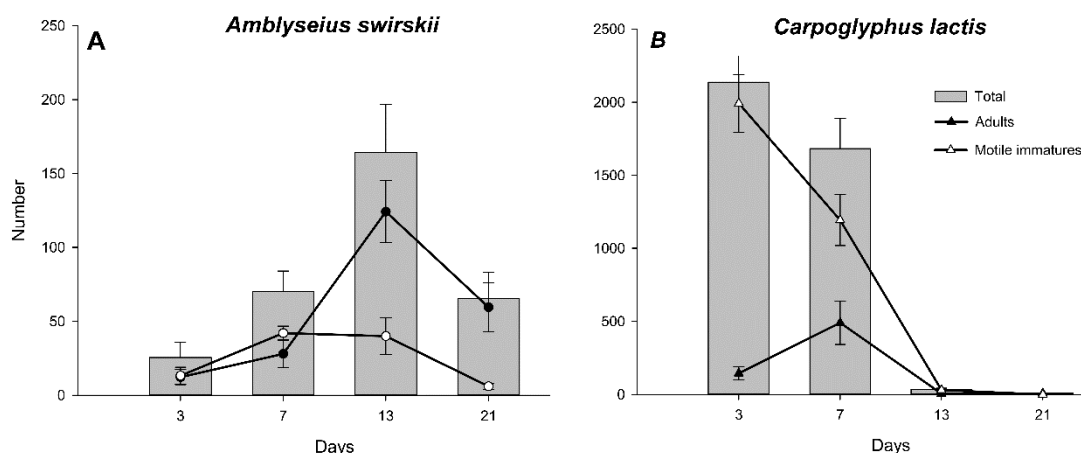 Amblyseius swirskii
A
250
200
150
100
50
0
Number
3 7 13 21
Days
Carpoglyphus lactis
B
2500
2000
1500
1000
500
0
Total
Adults
Motile immatures
3 7 13 21
Days